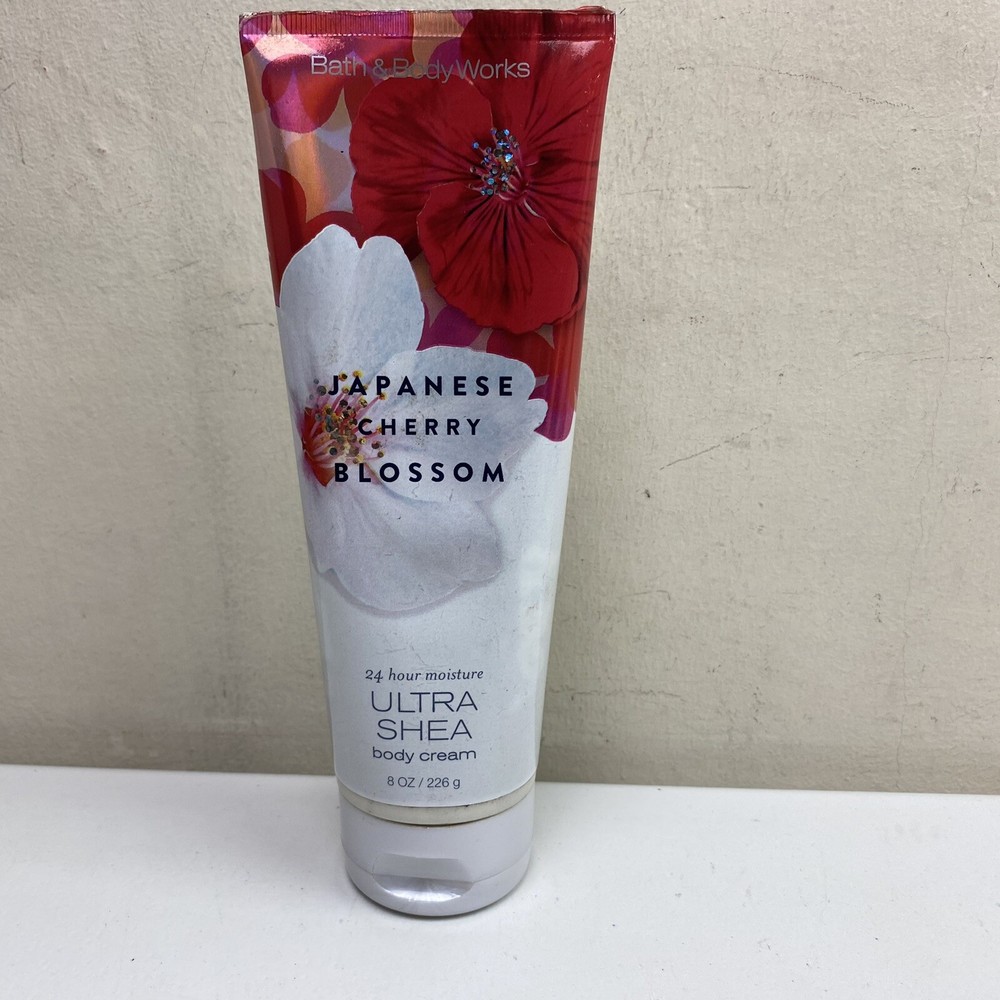 Bath & Body Works
JAPANESE
CHERRY
BLOSSOM
24 hour moisture
ULTRA
SHEA
body cream
8 OZ / 226 g